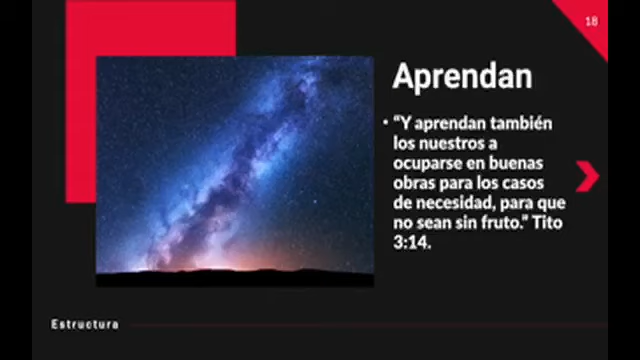 18
Aprendan
• “Y aprendan también
los nuestros a
ocuparse en buenas
obras para los casos
de necesidad, para que
no sean sin fruto.” Tito
3:14.
Estructura